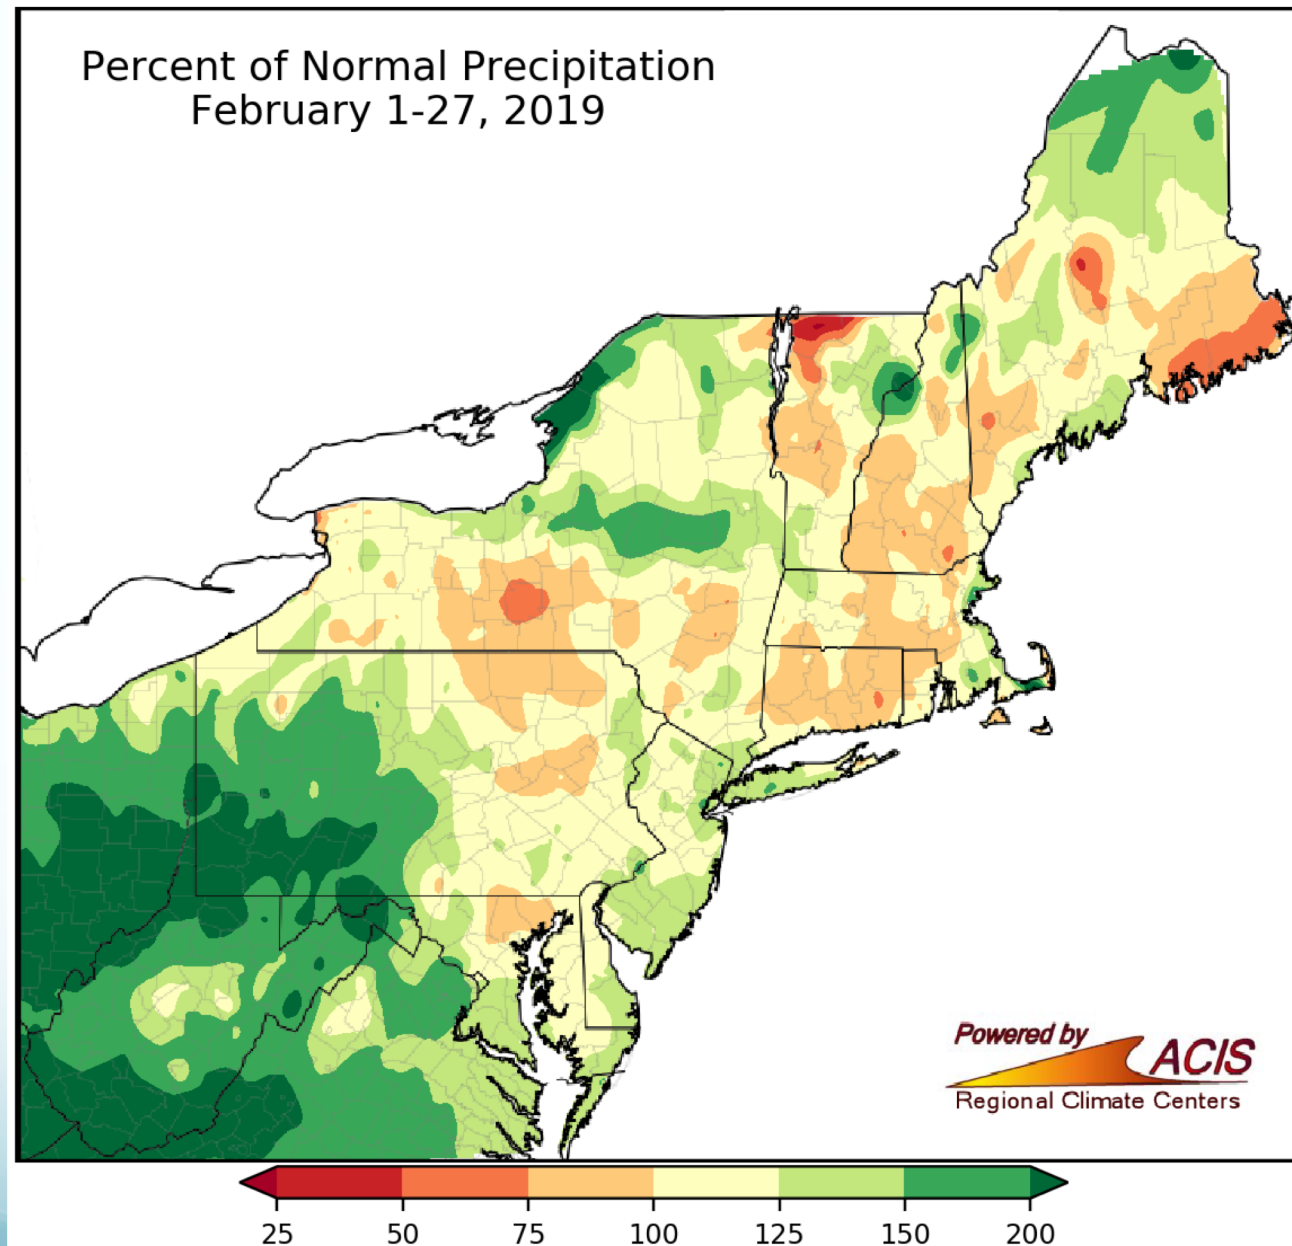 Percent of Normal Precipitation
February 1-27, 2019
Powered by
ACIS
Regional Climate Centers
25 50 75 100 125 150 200